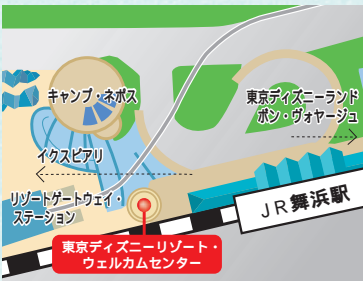 キャンプ・ネポス
東京ディズニーランド
ボン・ヴォヤージュ
イクスピアリ
リゾートゲートウェイ・
ステーション
JR舞浜駅
東京ディズニーリゾート・
ウェルカムセンター